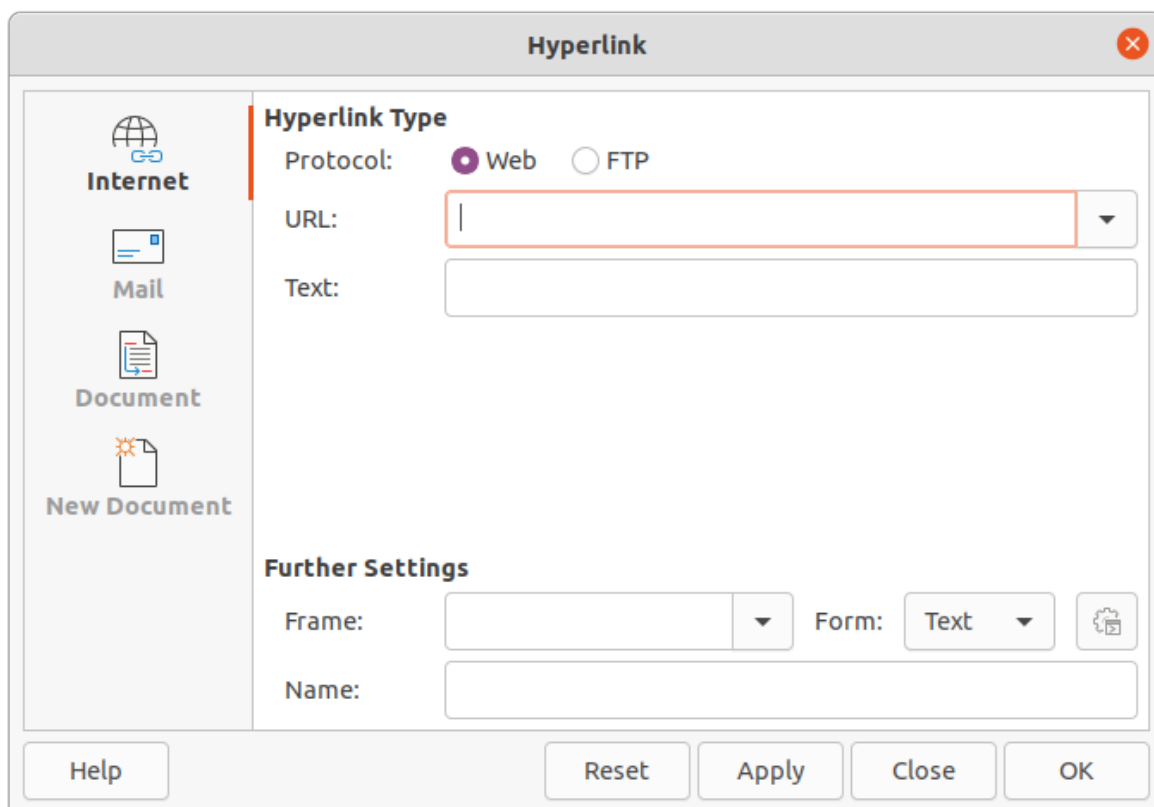 Hyperlink
Internet
Mail
Document
New Document
Hyperlink Type
Protocol: Web FTP
URL:
Text:
Further Settings
Frame: Form: Text
Name:
Help Reset Apply Close OK